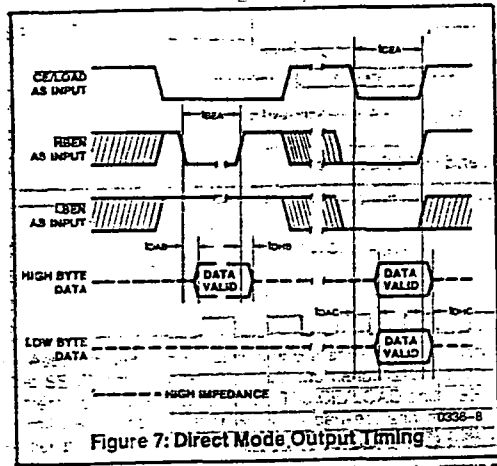 tCEA
CE/LOAD
AS INPUT
tBEA
HBEN
AS INPUT
LBEN
AS INPUT
tDAB
tDHB
HIGH BYTE
DATA
DATA
VALID
DATA
VALID
tDAC
tDHC
LOW BYTE
DATA
DATA
VALID
HIGH IMPEDANCE
0336-8
Figure 7: Direct Mode Output Timing